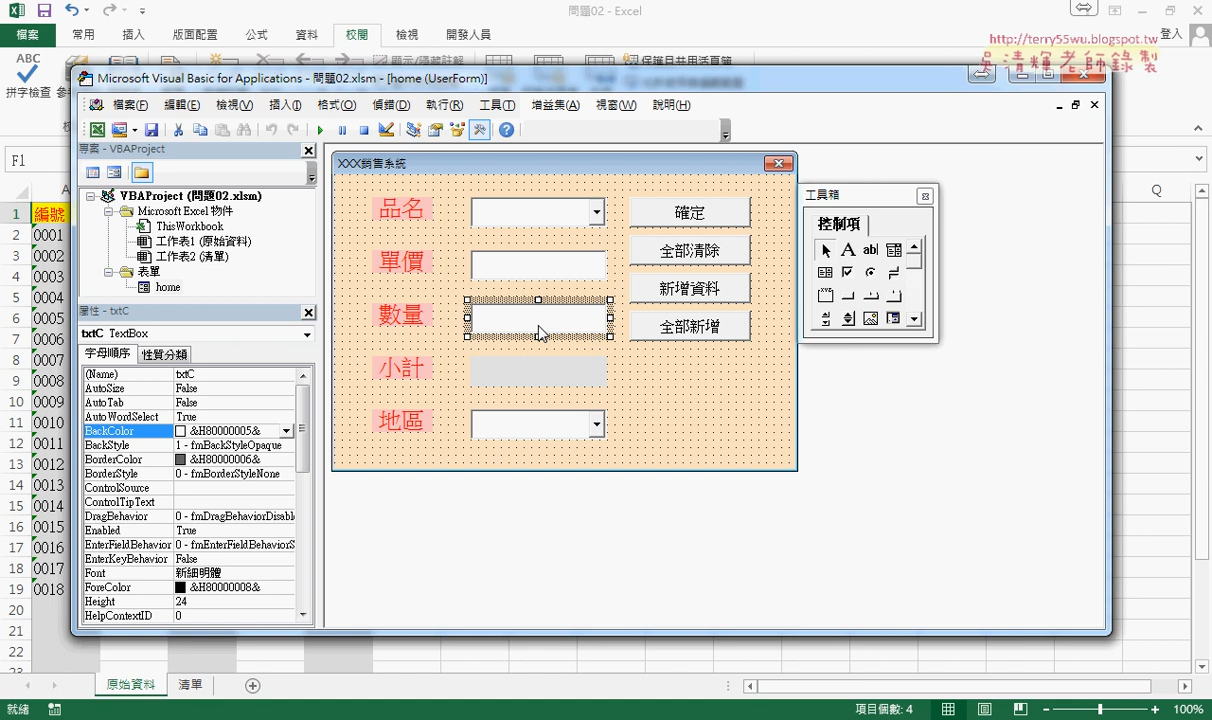 問題02 - Excel
http://terry55wu.blogspot.tw
吳清輝老師錄製
登入
檔案 常用 插入 版面配置 公式 資料 校閱 檢視 開發人員
ABC
拼字檢查
保護且共用活頁簿
Microsoft Visual Basic for Applications - 問題02.xlsm - [home (UserForm)]
檔案(F) 編輯(E) 檢視(V) 插入(I) 格式(O) 偵錯(D) 執行(R) 工具(T) 增益集(A) 視窗(W) 說明(H)
專案 - VBAProject
VBAProject (問題02.xlsm)
Microsoft Excel 物件
ThisWorkbook
工作表1 (原始資料)
工作表2 (清單)
表單
home
屬性 - txtC
txtC TextBox
字母順序 性質分類
(Name) txtC
AutoSize False
AutoTab False
AutoWordSelect True
BackColor &H80000005&
BackStyle 1 - fmBackStyleOpaque
BorderColor &H80000006&
BorderStyle 0 - fmBorderStyleNone
ControlSource
ControlTipText
DragBehavior 0 - fmDragBehaviorDisabl
Enabled True
EnterFieldBehavior 0 - fmEnterFieldBehaviorS
EnterKeyBehavior False
Font 新細明體
ForeColor &H80000008&
Height 24
HelpContextID 0
XXX銷售系統
品名
單價
數量
小計
地區
確定
全部清除
新增資料
全部新增
工具箱
控制項
A ab|
F1
A Q
1 編號
2 0001
3 0002
4 0003
5 0004
6 0005
7 0006
8 0007
9 0008
10 0009
11 0010
12 0011
13 0012
14 0013
15 0014
16 0015
17 0016
18 0017
19 0018
20
21
22
23
原始資料 清單
就緒
項目個數: 4
100%